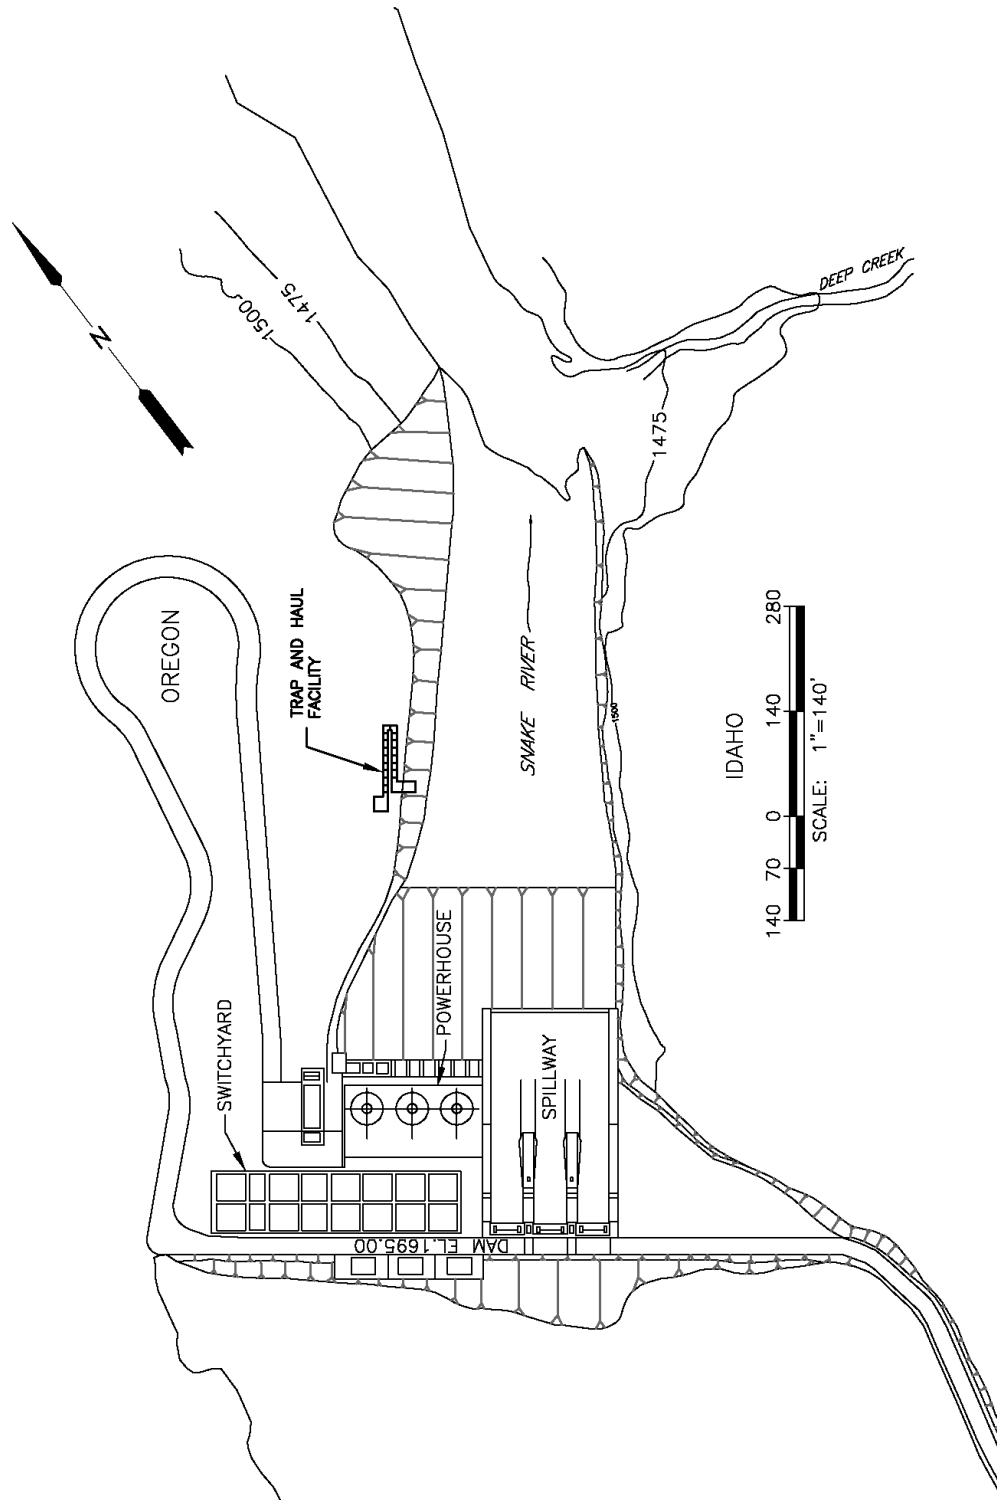 DEEP CREEK
N
1475
1500
1475
OREGON
TRAP AND HAUL
FACILITY
SNAKE RIVER
1500
IDAHO
140 70 0 140 280
SCALE: 1"=140'
SWITCHYARD
POWERHOUSE
SPILLWAY
DAM EL.1695.00